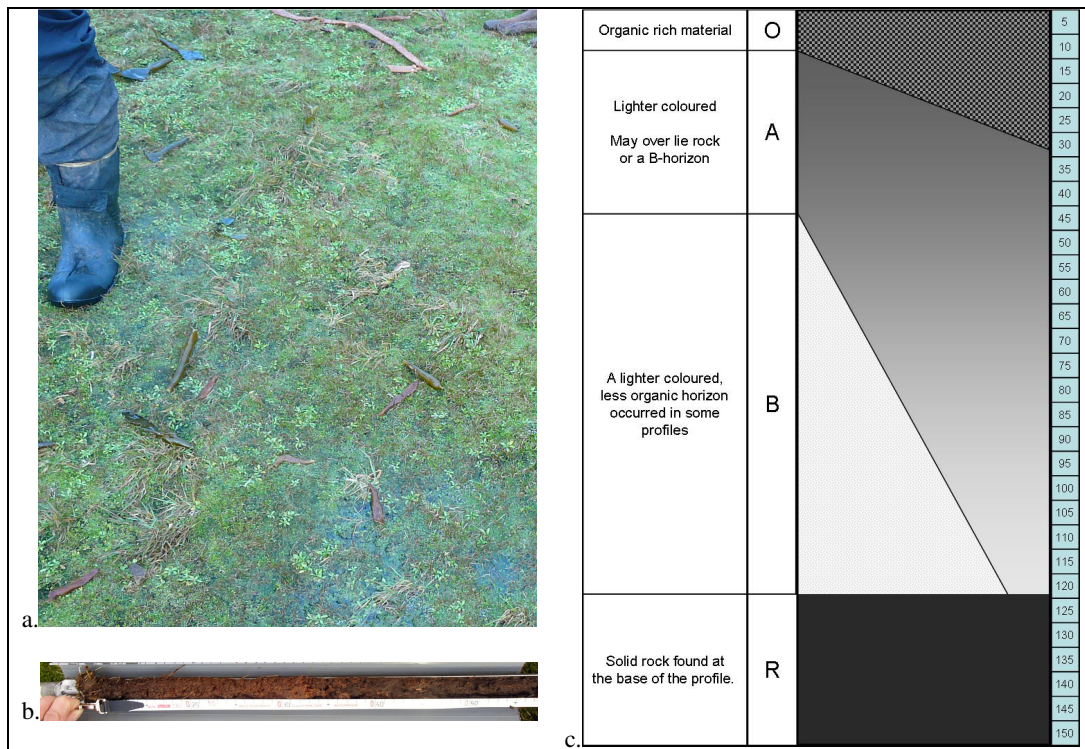 a.
b.
c.
Organic rich material
O
Lighter coloured
May over lie rock
or a B-horizon
A
A lighter coloured,
less organic horizon
occurred in some
profiles
B
Solid rock found at
the base of the profile.
R
5
10
15
20
25
30
35
40
45
50
55
60
65
70
75
80
85
90
95
100
105
110
115
120
125
130
135
140
145
150